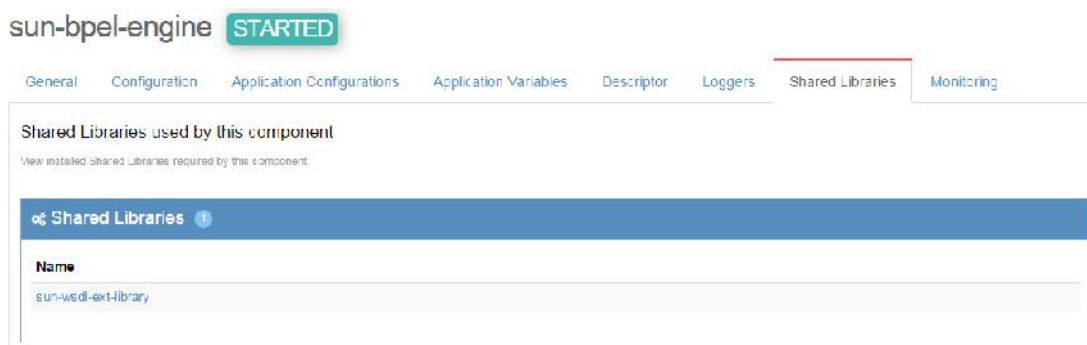 sun-bpel-engine STARTED
General Configuration Application Configurations Application Variables Descriptor Loggers Shared Libraries Monitoring
Shared Libraries used by this component
View installed Shared Libraries required by this component
Shared Libraries 1
Name
sun-wsdl-ext-library